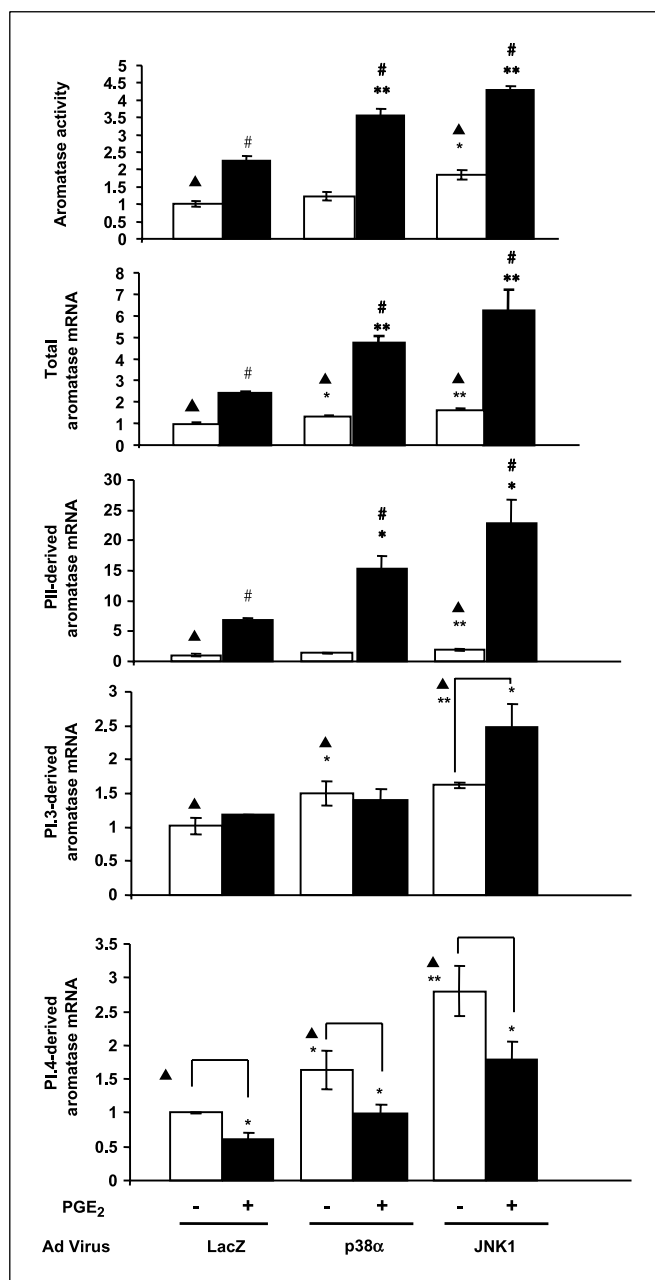 Aromatase activity
5
4.5
4
3.5
3
2.5
2
1.5
1
0.5
0
▲ # # ** ▲ * # **
Total
aromatase mRNA
8
7
6
5
4
3
2
1
0
▲ # ▲ * # ** ▲ ** # **
PII-derived
aromatase mRNA
30
25
20
15
10
5
0
▲ # # * ▲ ** # *
PI.3-derived
aromatase mRNA
3
2.5
2
1.5
1
0.5
0
▲ ▲ * ▲ ** *
PI.4-derived
aromatase mRNA
3.5
3
2.5
2
1.5
1
0.5
0
▲ * ▲ * * ▲ ** *
PGE2 - + - + - +
Ad Virus LacZ p38α JNK1